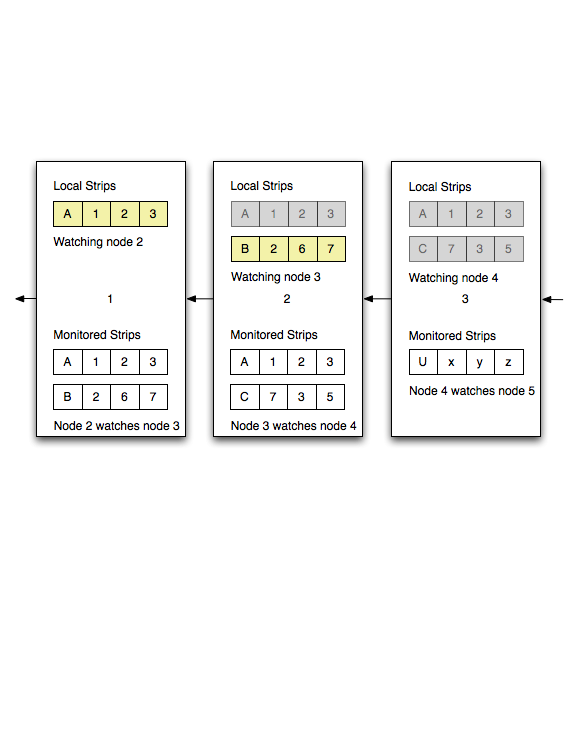 Local Strips
A 1 2 3
Watching node 2
1
Monitored Strips
A 1 2 3
B 2 6 7
Node 2 watches node 3
Local Strips
A 1 2 3
B 2 6 7
Watching node 3
2
Monitored Strips
A 1 2 3
C 7 3 5
Node 3 watches node 4
Local Strips
A 1 2 3
C 7 3 5
Watching node 4
3
Monitored Strips
U x y z
Node 4 watches node 5